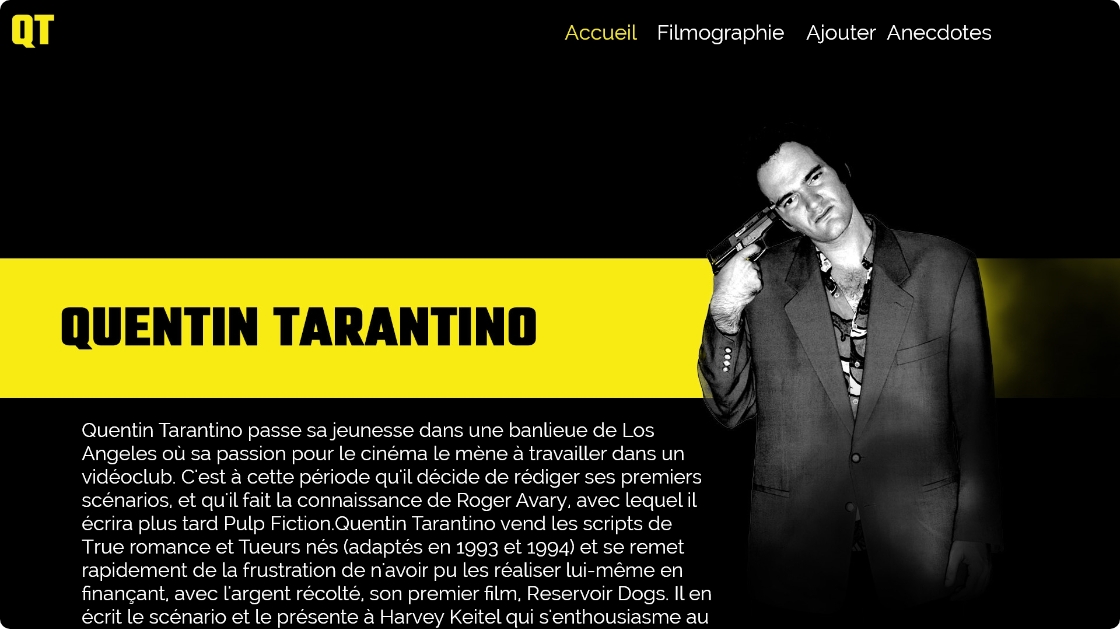 QT
Accueil Filmographie Ajouter Anecdotes
QUENTIN TARANTINO
Quentin Tarantino passe sa jeunesse dans une banlieue de Los
Angeles où sa passion pour le cinéma le mène à travailler dans un
vidéoclub. C'est à cette période qu'il décide de rédiger ses premiers
scénarios, et qu'il fait la connaissance de Roger Avary, avec lequel il
écrira plus tard Pulp Fiction.Quentin Tarantino vend les scripts de
True romance et Tueurs nés (adaptés en 1993 et 1994) et se remet
rapidement de la frustration de n'avoir pu les réaliser lui-même en
finançant, avec l'argent récolté, son premier film, Reservoir Dogs. Il en
écrit le scénario et le présente à Harvey Keitel qui s'enthousiasme au